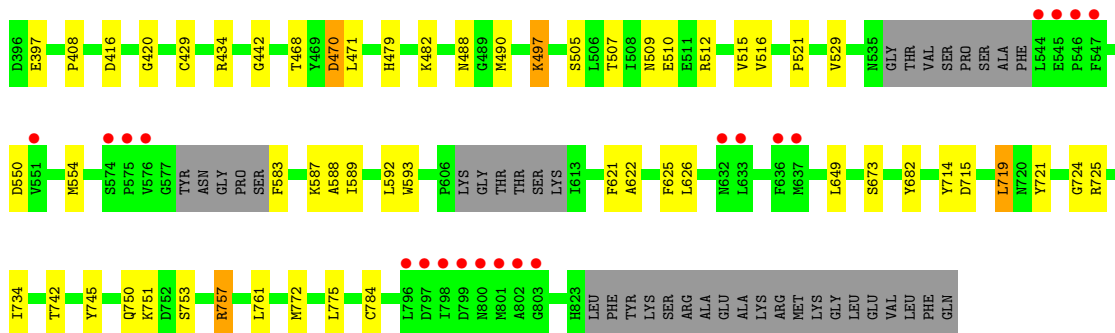 D396 E397 P408 D416 G420 C429 R434 G442 T468 Y469 D470 L471 H479 K482 N488 G489 M490 K497 S505 L506 T507 I508 N509 E510 E511 R512 V515 V516 P521 V529 N535 GLY THR VAL SER PRO SER ALA PHE L544 E545 P546 F547
D550 V551 M554 S574 P575 V576 G577 TYR ASN GLY PRO SER F583 K587 A588 I589 L592 W593 P606 LYS GLY THR THR SER LYS I613 F621 A622 F625 L626 N632 L633 F636 M637 L649 S673 Y682 Y714 D715 L719 N720 Y721 G724 R725
I734 T742 Y745 Q750 K751 D752 S753 R757 L761 M772 L775 C784 L796 D797 I798 D799 N800 M801 A802 G803 H823 LEU PHE TYR LYS SER ARG ALA GLU ALA LYS ARG MET LYS GLY LEU GLU VAL LEU PHE GLN